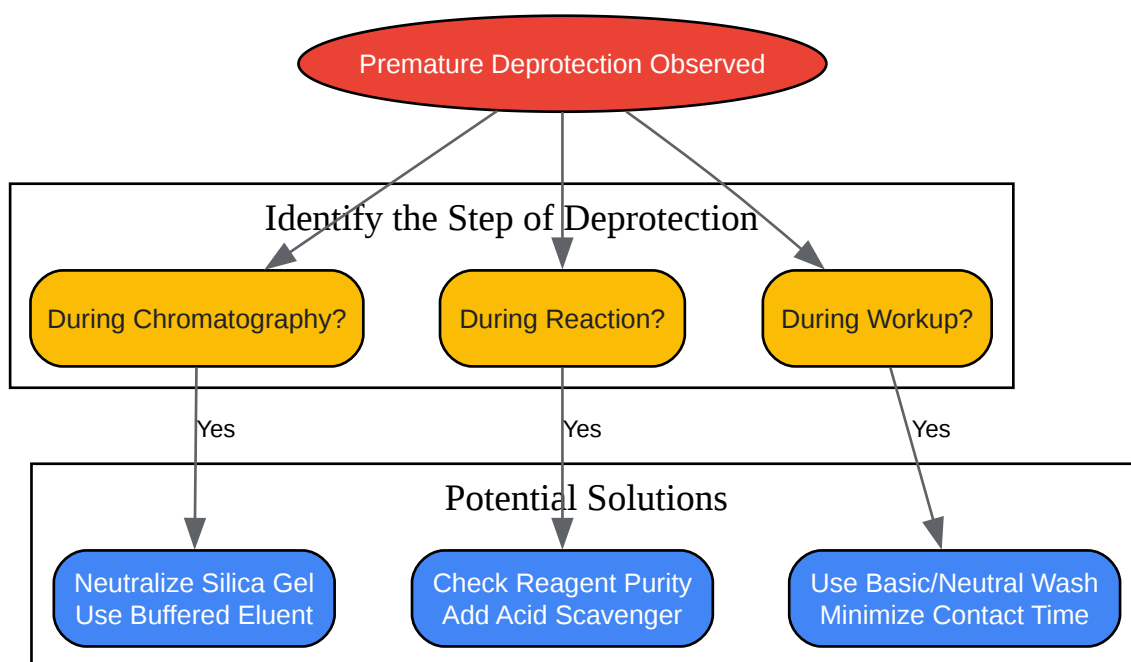 Premature Deprotection Observed
Identify the Step of Deprotection
During Chromatography?
During Reaction?
During Workup?
Yes
Yes
Yes
Potential Solutions
Neutralize Silica Gel
Use Buffered Eluent
Check Reagent Purity
Add Acid Scavenger
Use Basic/Neutral Wash
Minimize Contact Time